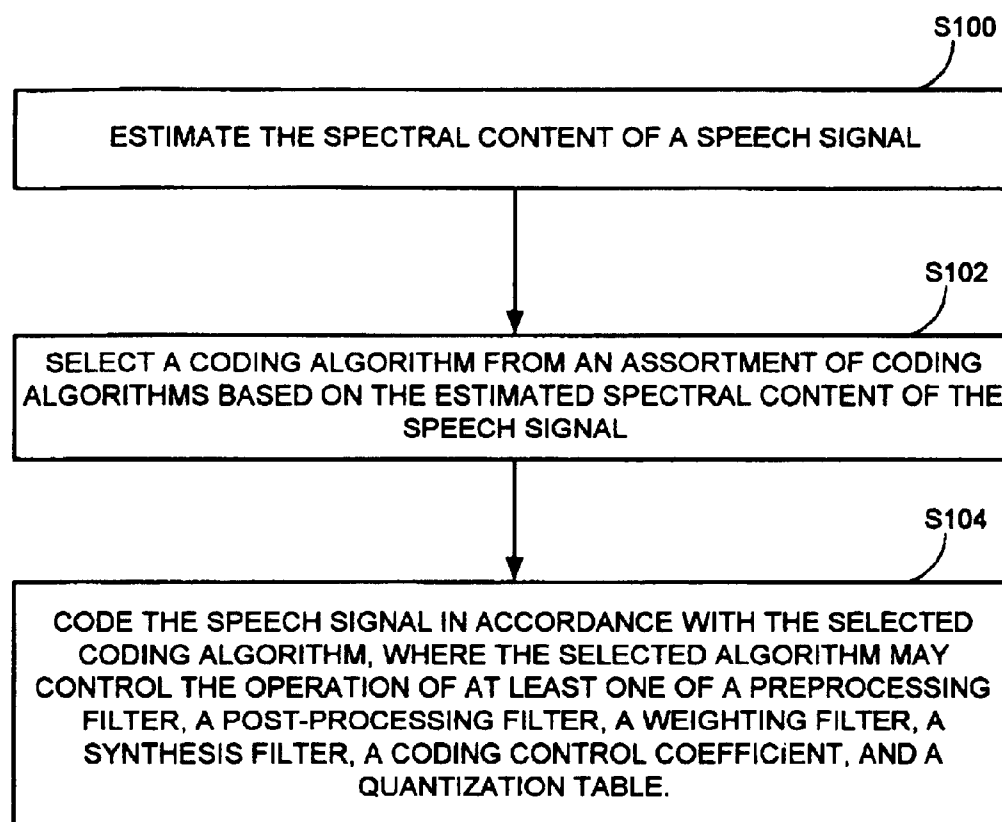 S100
ESTIMATE THE SPECTRAL CONTENT OF A SPEECH SIGNAL
S102
SELECT A CODING ALGORITHM FROM AN ASSORTMENT OF CODING
ALGORITHMS BASED ON THE ESTIMATED SPECTRAL CONTENT OF THE
SPEECH SIGNAL
S104
CODE THE SPEECH SIGNAL IN ACCORDANCE WITH THE SELECTED
CODING ALGORITHM, WHERE THE SELECTED ALGORITHM MAY
CONTROL THE OPERATION OF AT LEAST ONE OF A PREPROCESSING
FILTER, A POST-PROCESSING FILTER, A WEIGHTING FILTER, A
SYNTHESIS FILTER, A CODING CONTROL COEFFICIENT, AND A
QUANTIZATION TABLE.